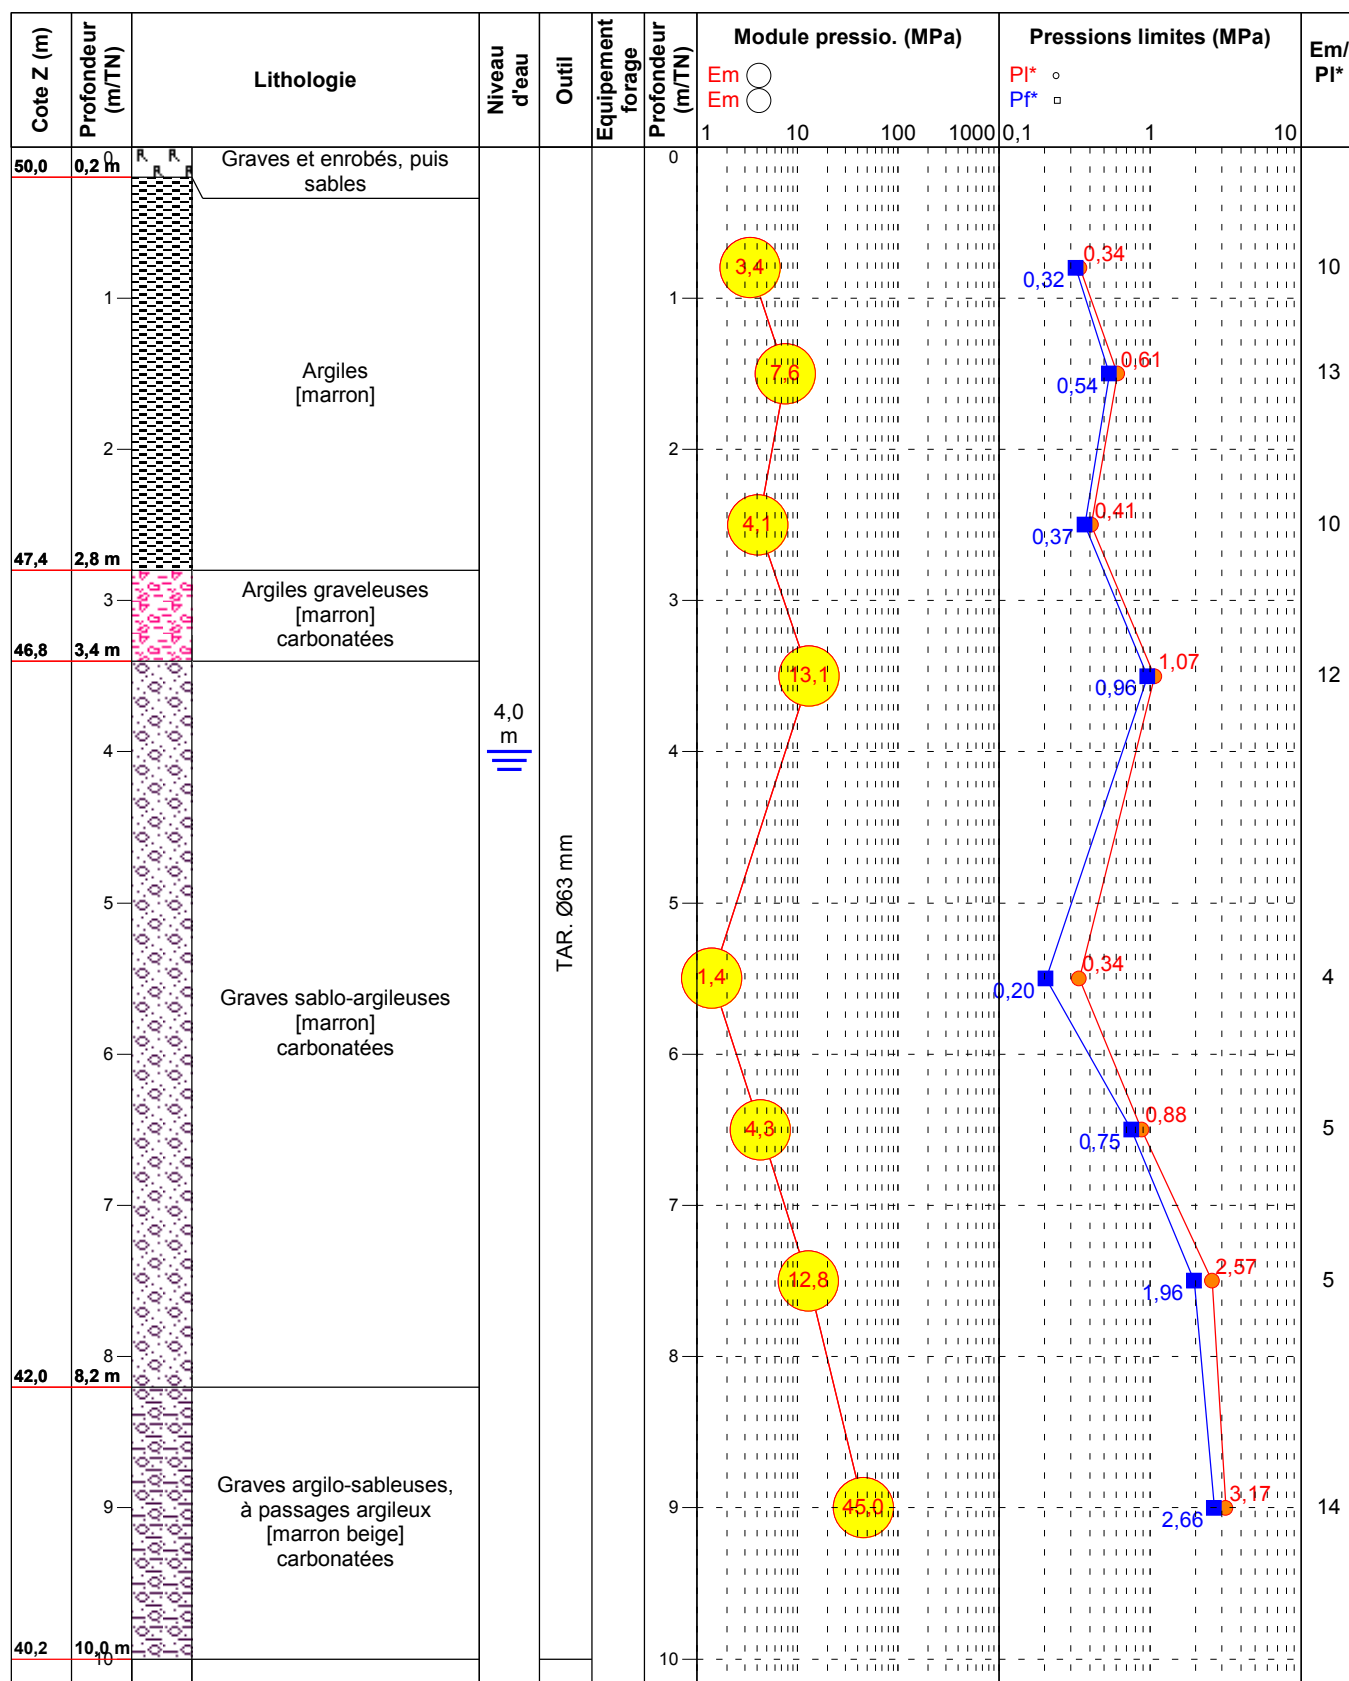 Cote Z (m)
Profondeur
(m/TN)
Lithologie
Niveau
d'eau
Outil
Equipement
forage
Profondeur
(m/TN)
Module pressio. (MPa)
Em
Em
1 10 100 1000
Pressions limites (MPa)
Pl*
Pf*
0,1 1 10
Em/
Pl*
0
50,0 0,2 m
Graves et enrobés, puis
sables
0
3,4
0,34
0,32
10
1
1
Argiles
[marron]
7,6
0,61
0,54
13
2
2
4,1
0,41
0,37
10
47,4 2,8 m
3
Argiles graveleuses
[marron]
carbonatées
3
46,8 3,4 m
13,1
1,07
0,96
12
4,0
m
4
4
5
5
TAR. Ø63 mm
1,4
0,34
0,20
4
Graves sablo-argileuses
[marron]
carbonatées
6
6
4,3
0,88
0,75
5
7
7
12,8
2,57
1,96
5
8
8
42,0 8,2 m
Graves argilo-sableuses,
à passages argileux
[marron beige]
carbonatées
9
9
45,0
3,17
2,66
14
40,2 10,0 m
10
10